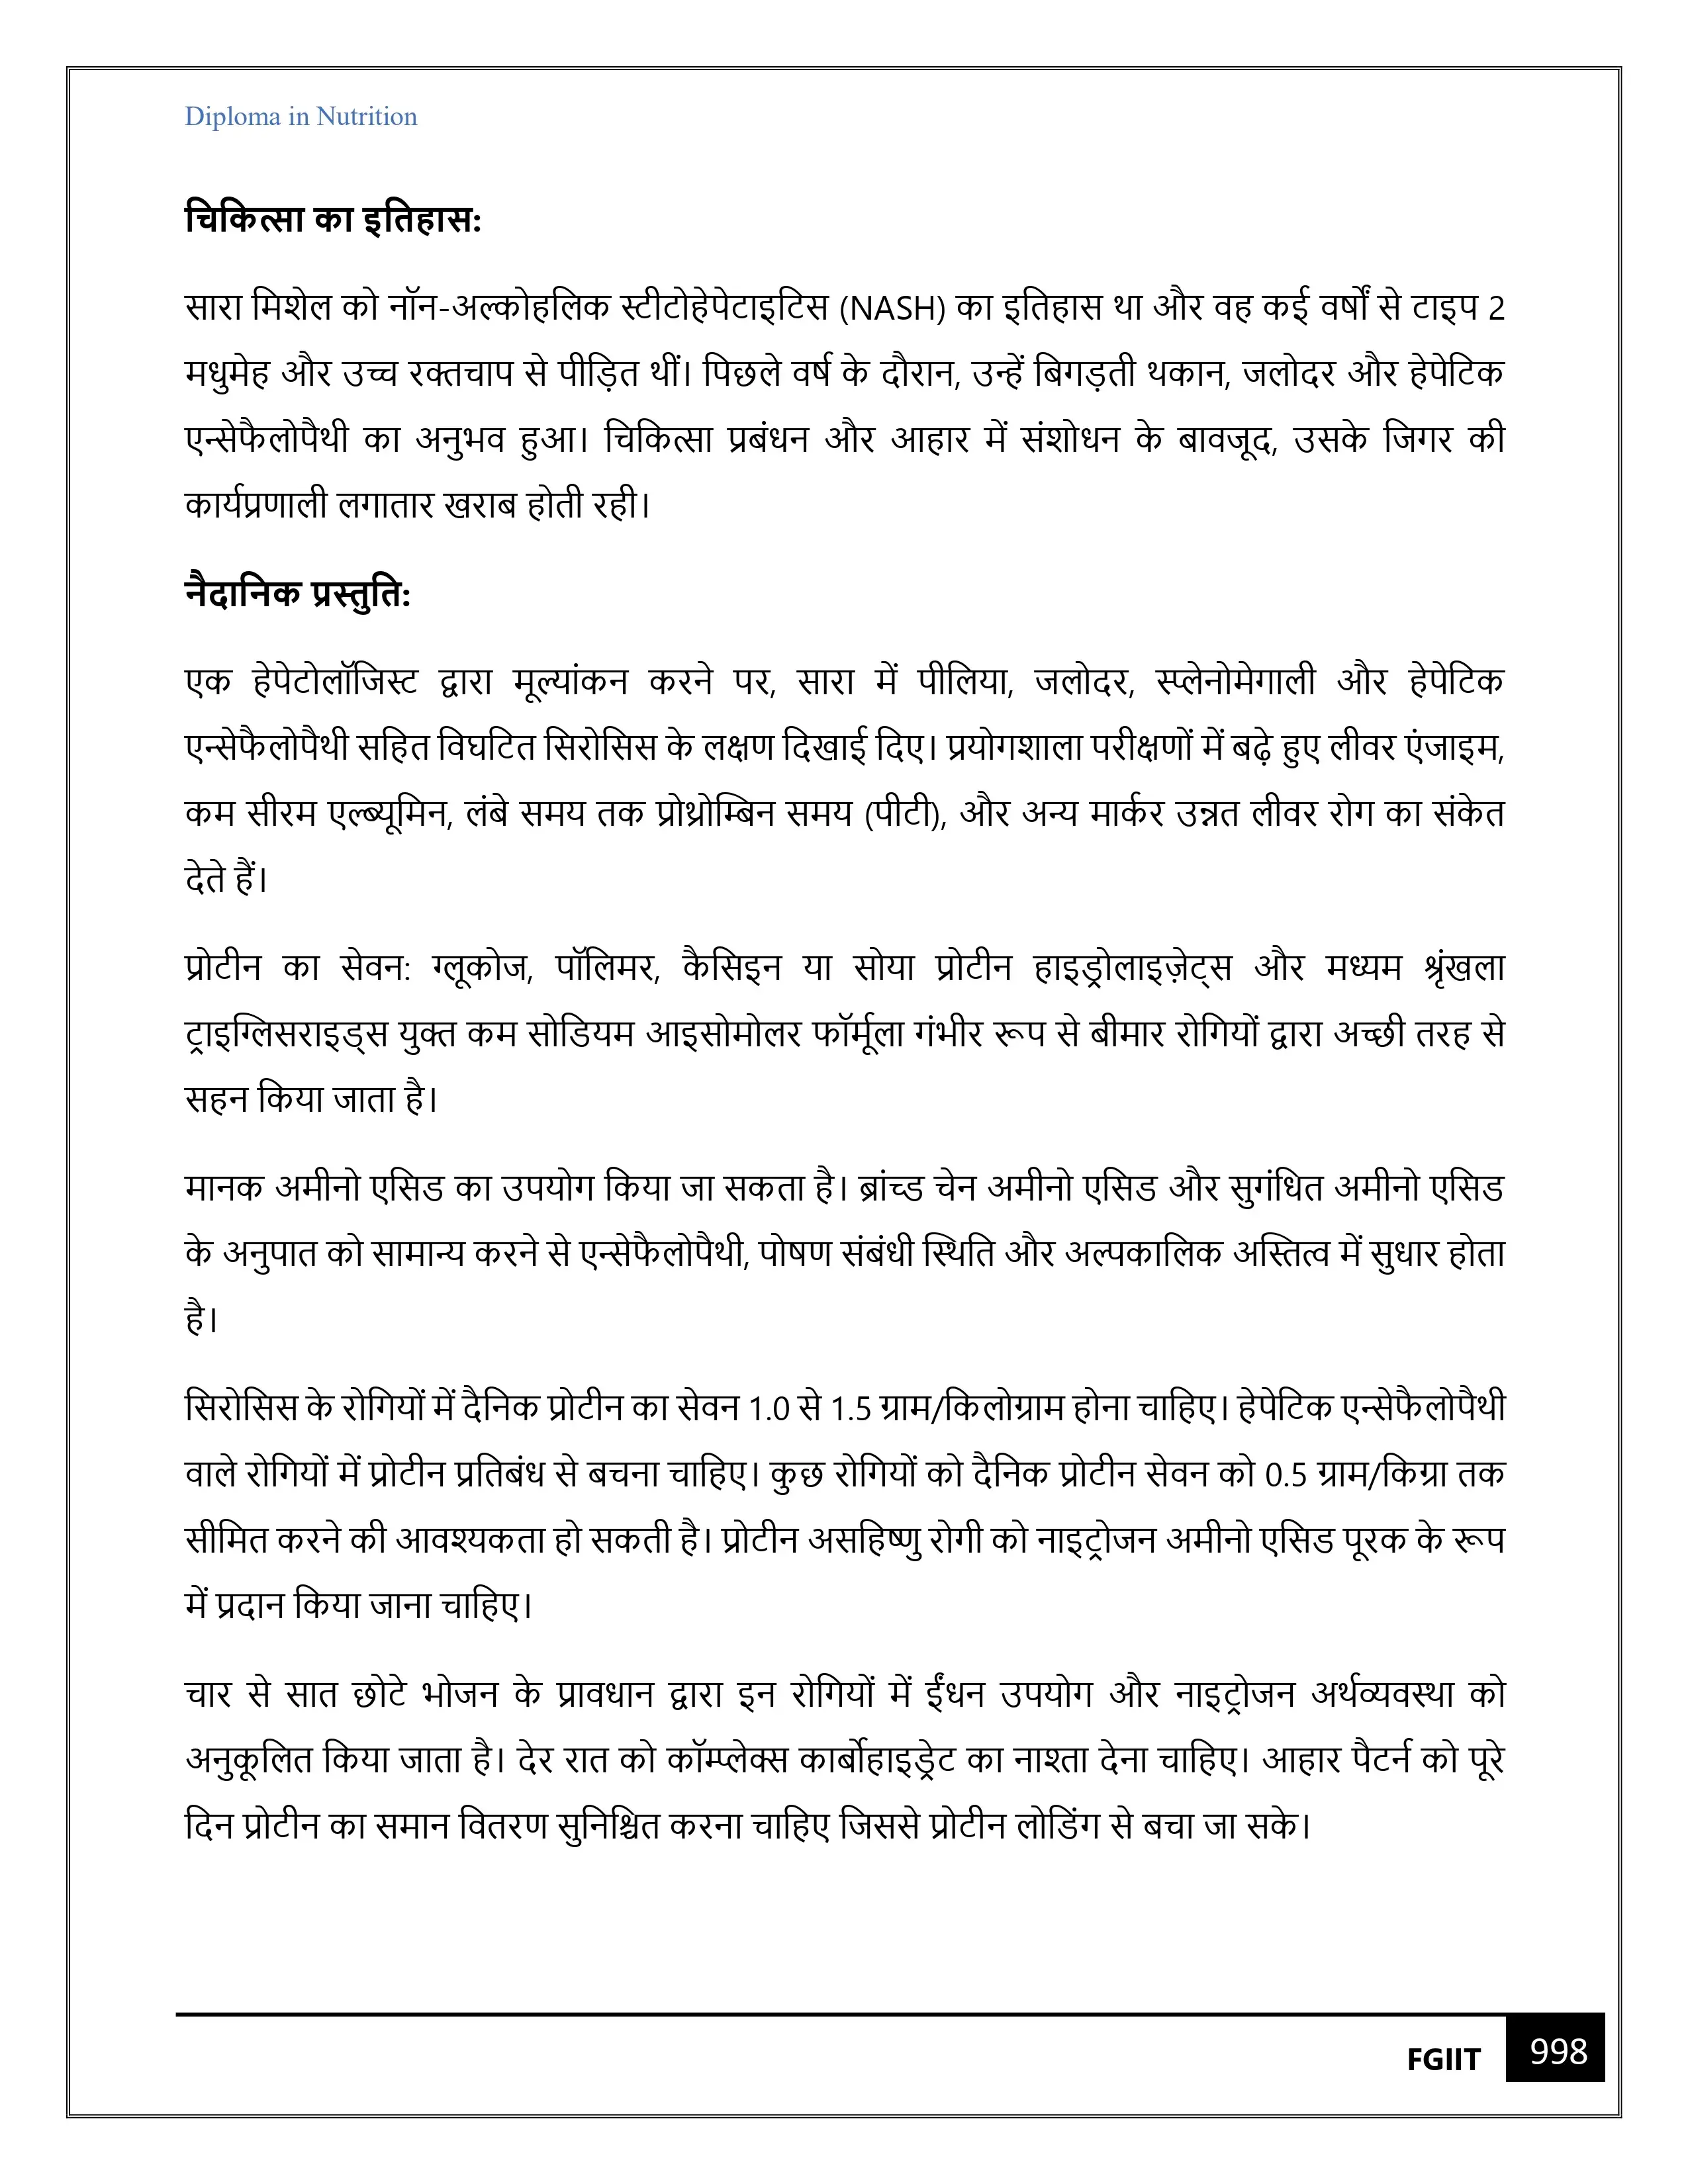 Diploma in Nutrition
चिकित्सा का इतिहास:
सारा मिशेल को नॉन-अल्कोहलिक स्टीटोहेपेटाइटिस (NASH) का इतिहास था और वह कई वर्षों से टाइप 2
मधुमेह और उच्च रक्तचाप से पीड़ित थीं। पिछले वर्ष के दौरान, उन्हें बिगड़ती थकान, जलोदर और हेपेटिक
एन्सेफैलोपैथी का अनुभव हुआ। चिकित्सा प्रबंधन और आहार में संशोधन के बावजूद, उसके जिगर की
कार्यप्रणाली लगातार खराब होती रही।
नैदानिक प्रस्तुति:
एक हेपेटोलॉजिस्ट द्वारा मूल्यांकन करने पर, सारा में पीलिया, जलोदर, स्प्लेनोमेगाली और हेपेटिक
एन्सेफैलोपैथी सहित विघटित सिरोसिस के लक्षण दिखाई दिए। प्रयोगशाला परीक्षणों में बढ़े हुए लीवर एंजाइम,
कम सीरम एल्ब्यूमिन, लंबे समय तक प्रोथ्रोम्बिन समय (पीटी), और अन्य मार्कर उन्नत लीवर रोग का संकेत
देते हैं।
प्रोटीन का सेवन: ग्लूकोज, पॉलिमर, कैसिइन या सोया प्रोटीन हाइड्रोलाइज़ेट्स और मध्यम श्रृंखला
ट्राइग्लिसराइड्स युक्त कम सोडियम आइसोमोलर फॉर्मूला गंभीर रूप से बीमार रोगियों द्वारा अच्छी तरह से
सहन किया जाता है।
मानक अमीनो एसिड का उपयोग किया जा सकता है। ब्रांच्ड चेन अमीनो एसिड और सुगंधित अमीनो एसिड
के अनुपात को सामान्य करने से एन्सेफैलोपैथी, पोषण संबंधी स्थिति और अल्पकालिक अस्तित्व में सुधार होता
है।
सिरोसिस के रोगियों में दैनिक प्रोटीन का सेवन 1.0 से 1.5 ग्राम/किलोग्राम होना चाहिए। हेपेटिक एन्सेफैलोपैथी
वाले रोगियों में प्रोटीन प्रतिबंध से बचना चाहिए। कुछ रोगियों को दैनिक प्रोटीन सेवन को 0.5 ग्राम/किग्रा तक
सीमित करने की आवश्यकता हो सकती है। प्रोटीन असहिष्णु रोगी को नाइट्रोजन अमीनो एसिड पूरक के रूप
में प्रदान किया जाना चाहिए।
चार से सात छोटे भोजन के प्रावधान द्वारा इन रोगियों में ईंधन उपयोग और नाइट्रोजन अर्थव्यवस्था को
अनुकूलित किया जाता है। देर रात को कॉम्प्लेक्स कार्बोहाइड्रेट का नाश्ता देना चाहिए। आहार पैटर्न को पूरे
दिन प्रोटीन का समान वितरण सुनिश्चित करना चाहिए जिससे प्रोटीन लोडिंग से बचा जा सके।
FGIIT 998